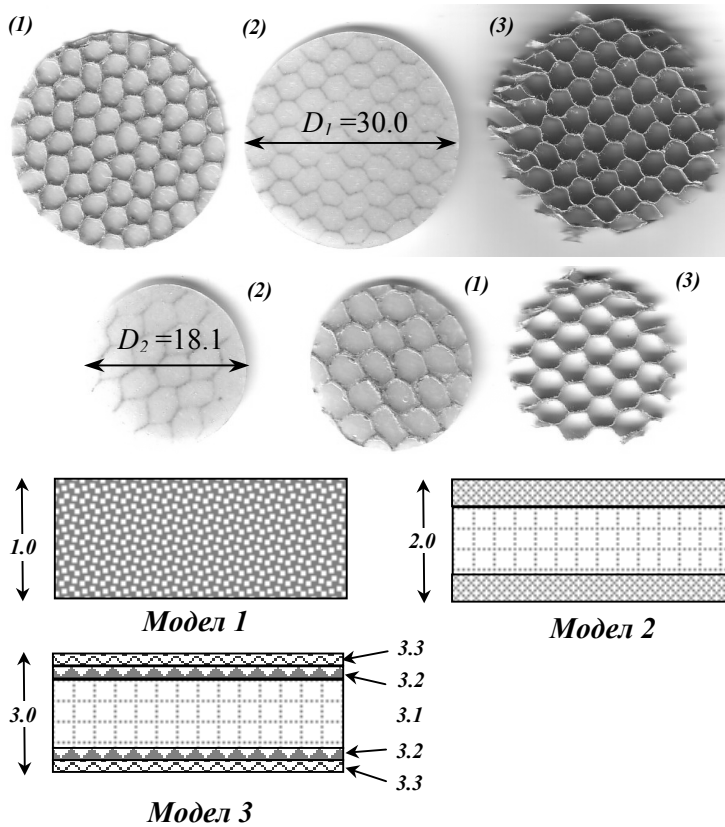 (1) (2) (3)
D₁ =30.0
(2) (1) (3)
D₂ =18.1
1.0 2.0
Модел 1 Модел 2
3.3
3.2
3.0 3.1
3.2
3.3
Модел 3